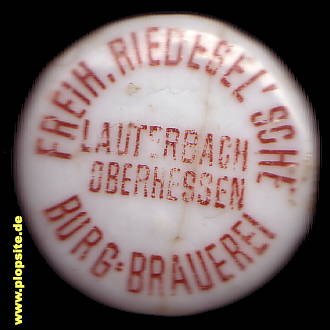 FREIH. RIEDESEL'SCHE
LAUTERBACH
OBERHESSEN
BURG-BRAUEREI
www.plopsite.de